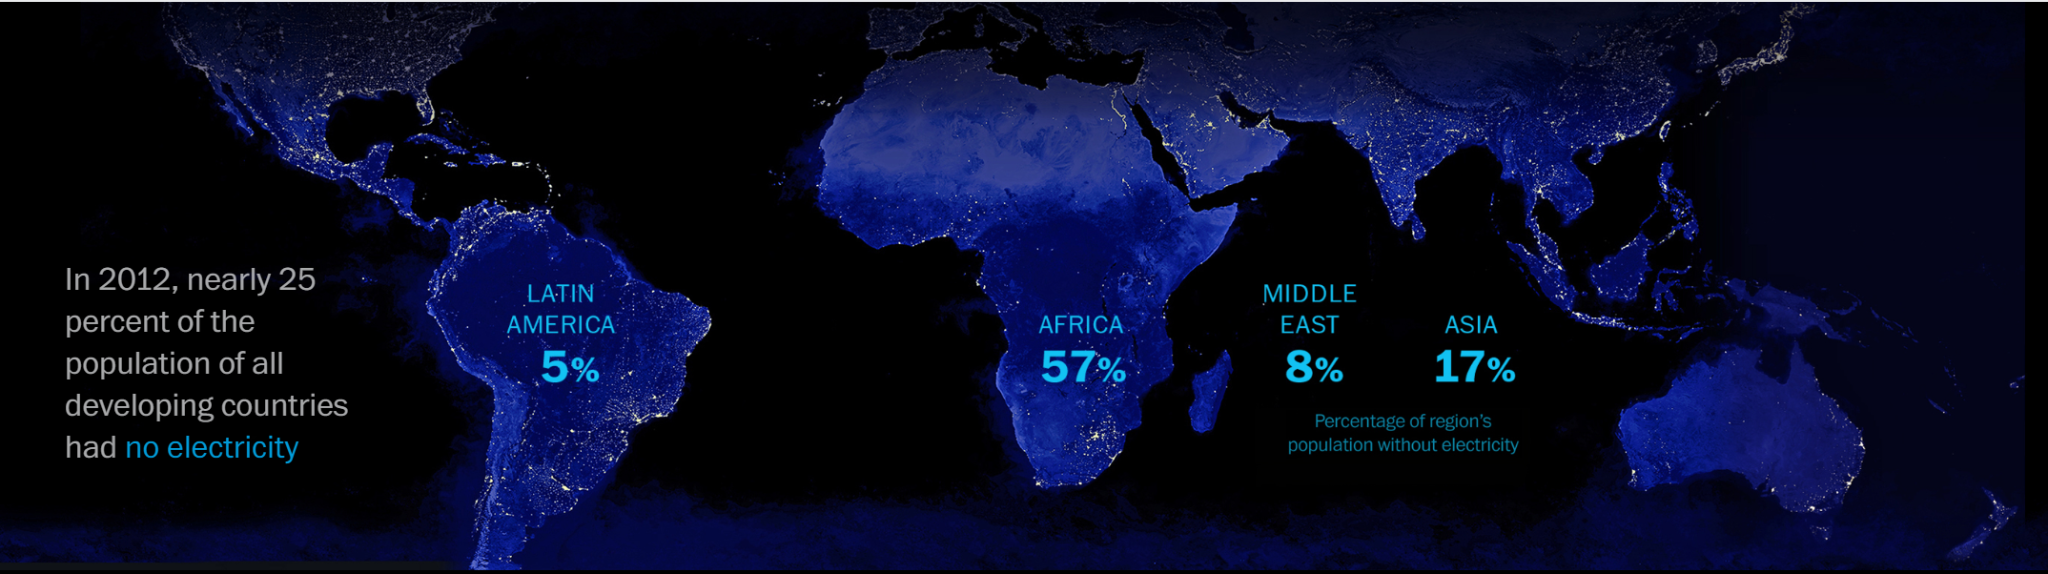 In 2012, nearly 25
percent of the
population of all
developing countries
had no electricity
LATIN
AMERICA
5%
AFRICA
57%
MIDDLE
EAST
8%
ASIA
17%
Percentage of region's
population without electricity